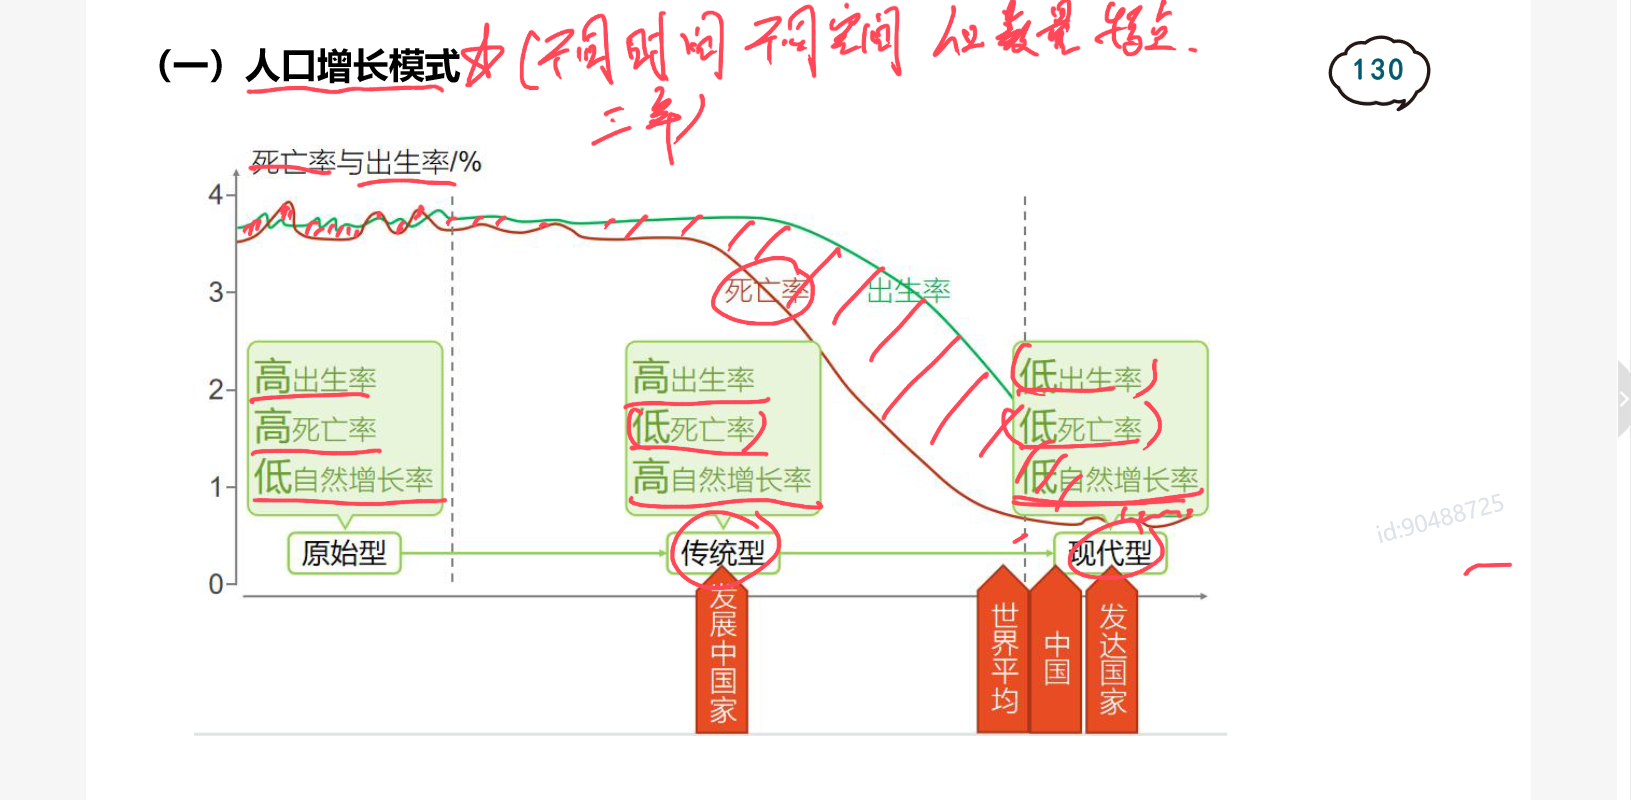 （一）人口增长模式（不同时间 不同空间 人口数量特点.
三率）
130
死亡率与出生率/%
4
3
2
1
0
死亡率
出生率
高出生率
高死亡率
低自然增长率
原始型
高出生率
低死亡率
高自然增长率
传统型
低出生率
低死亡率
低自然增长率
现代型
发展中国家
世界平均
中国
发达国家
id:90488725